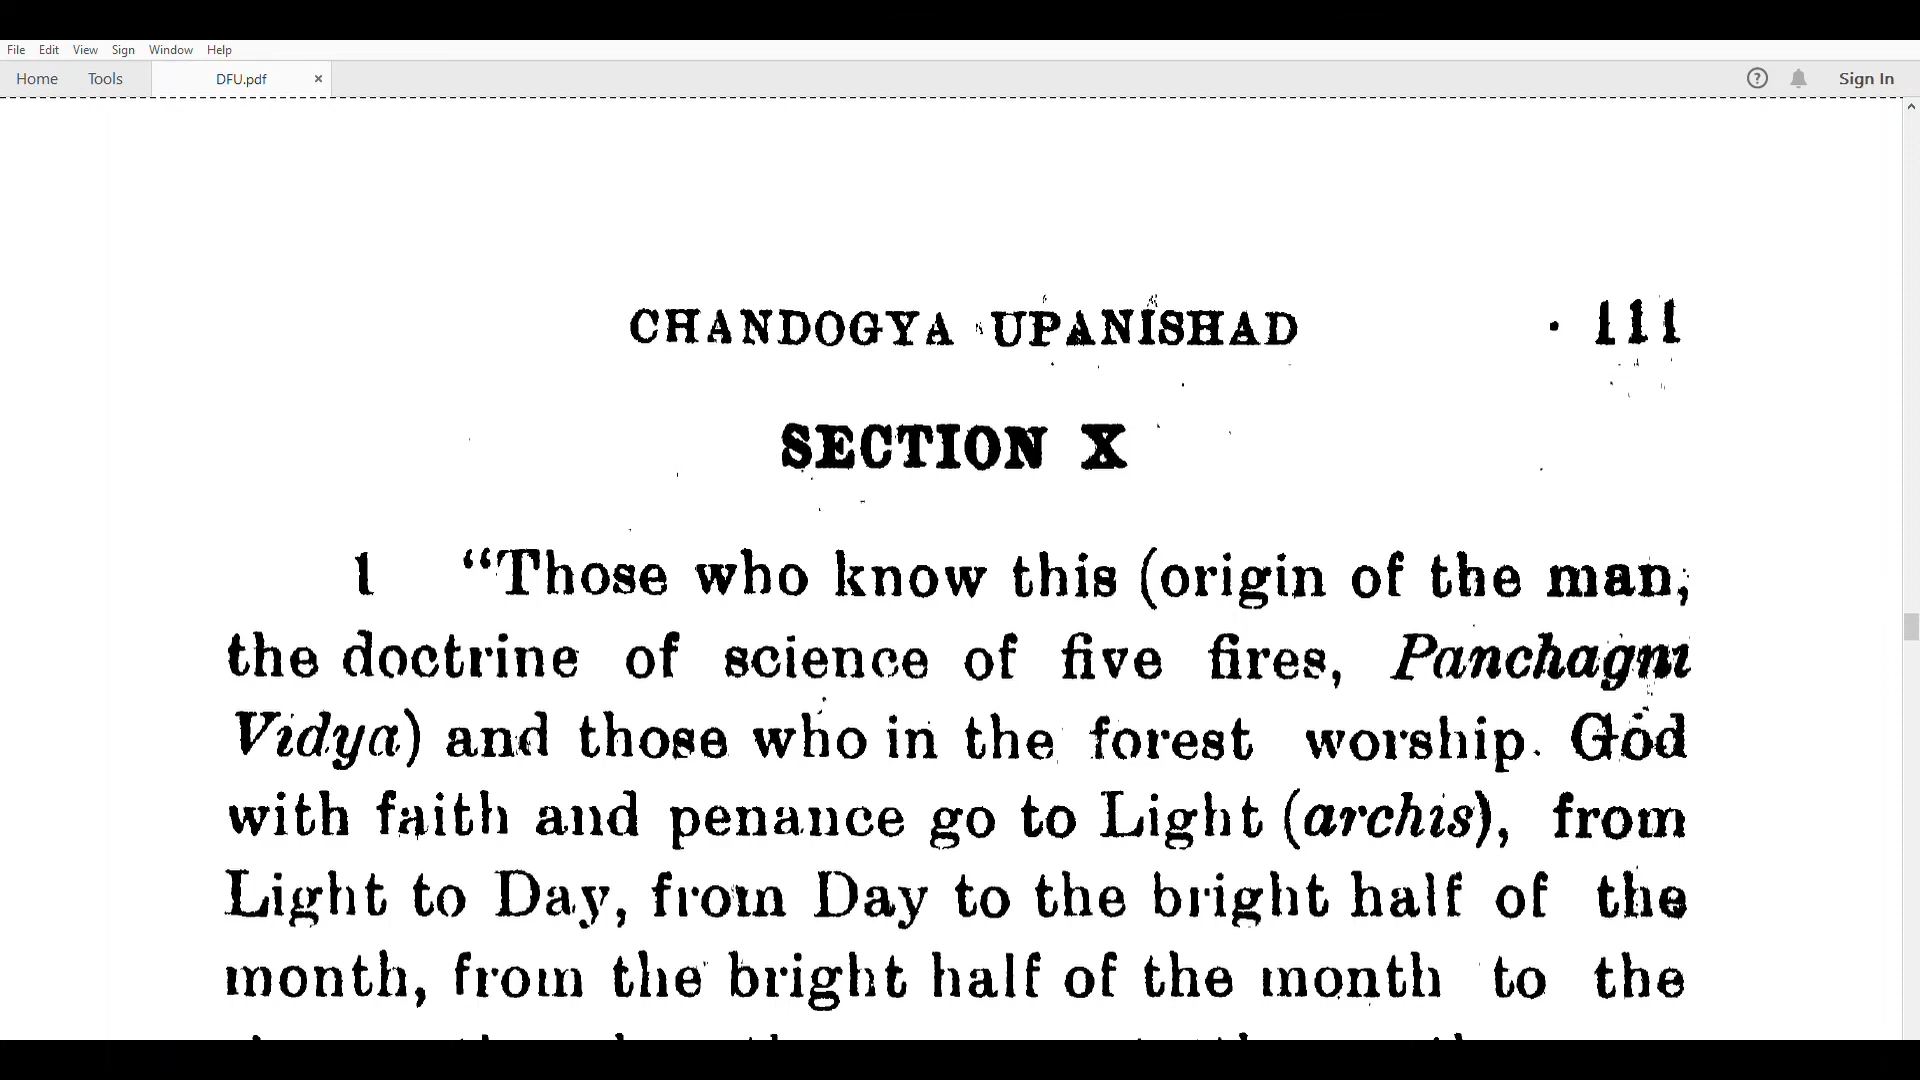 File Edit View Sign Window Help
Home Tools DFU.pdf × ? Sign In
CHANDOGYA UPANISHAD 111
SECTION X
1 “Those who know this (origin of the man,
the doctrine of science of five fires, Panchagni
Vidya) and those who in the forest worship God
with faith and penance go to Light (archis), from
Light to Day, from Day to the bright half of the
month, from the bright half of the month to the